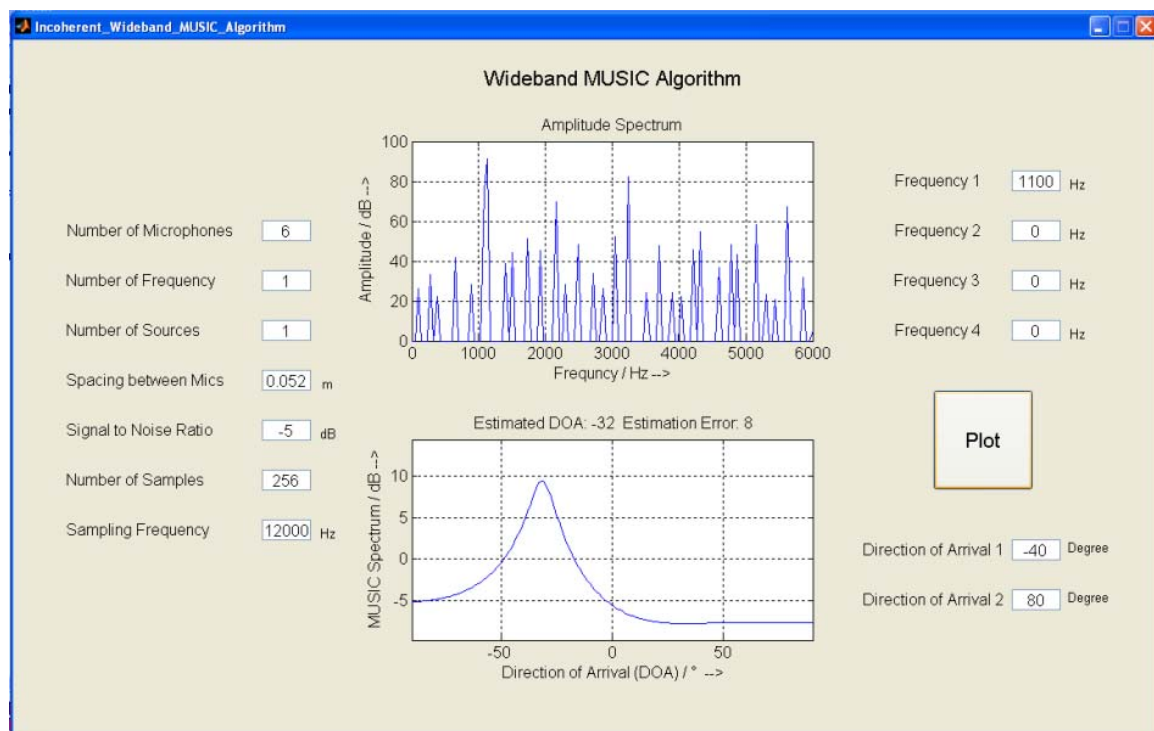 Incoherent_Wideband_MUSIC_Algorithm
Wideband MUSIC Algorithm
Number of Microphones 6
Number of Frequency 1
Number of Sources 1
Spacing between Mics 0.052 m
Signal to Noise Ratio -5 dB
Number of Samples 256
Sampling Frequency 12000 Hz
Amplitude Spectrum
Amplitude / dB -->
100
80
60
40
20
0
0 1000 2000 3000 4000 5000 6000
Frequncy / Hz -->
Estimated DOA: -32 Estimation Error: 8
MUSIC Spectrum / dB -->
10
5
0
-5
-50 0 50
Direction of Arrival (DOA) / ° -->
Frequency 1 1100 Hz
Frequency 2 0 Hz
Frequency 3 0 Hz
Frequency 4 0 Hz
Plot
Direction of Arrival 1 -40 Degree
Direction of Arrival 2 80 Degree